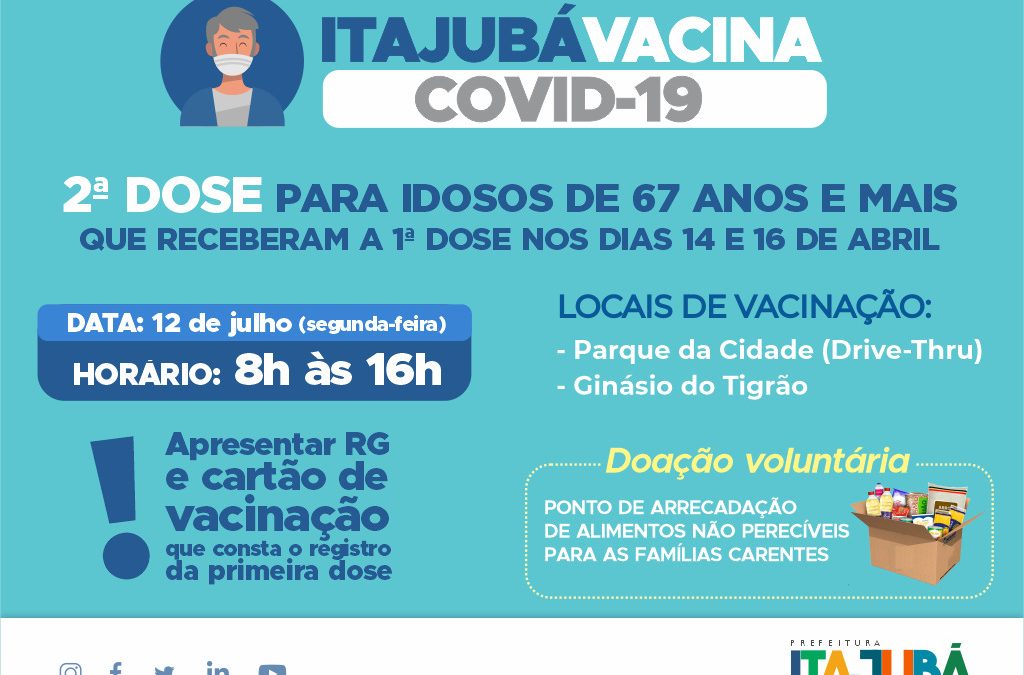 ITAJUBÁVACINA
COVID-19
2ª DOSE PARA IDOSOS DE 67 ANOS E MAIS
QUE RECEBERAM A 1ª DOSE NOS DIAS 14 E 16 DE ABRIL
DATA: 12 de julho (segunda-feira)
HORÁRIO: 8h às 16h
LOCAIS DE VACINAÇÃO:
- Parque da Cidade (Drive-Thru)
- Ginásio do Tigrão
Apresentar RG
e cartão de
vacinação
que consta o registro
da primeira dose
Doação voluntária
PONTO DE ARRECADAÇÃO
DE ALIMENTOS NÃO PERECÍVEIS
PARA AS FAMÍLIAS CARENTES
PREFEITURA
ITAJUBÁ